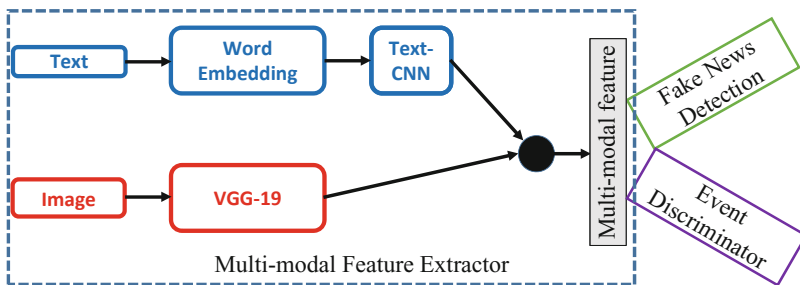 Text
Word
Embedding
Text-
CNN
Image
VGG-19
Multi-modal feature
Fake News
Detection
Event
Discriminator
Multi-modal Feature Extractor